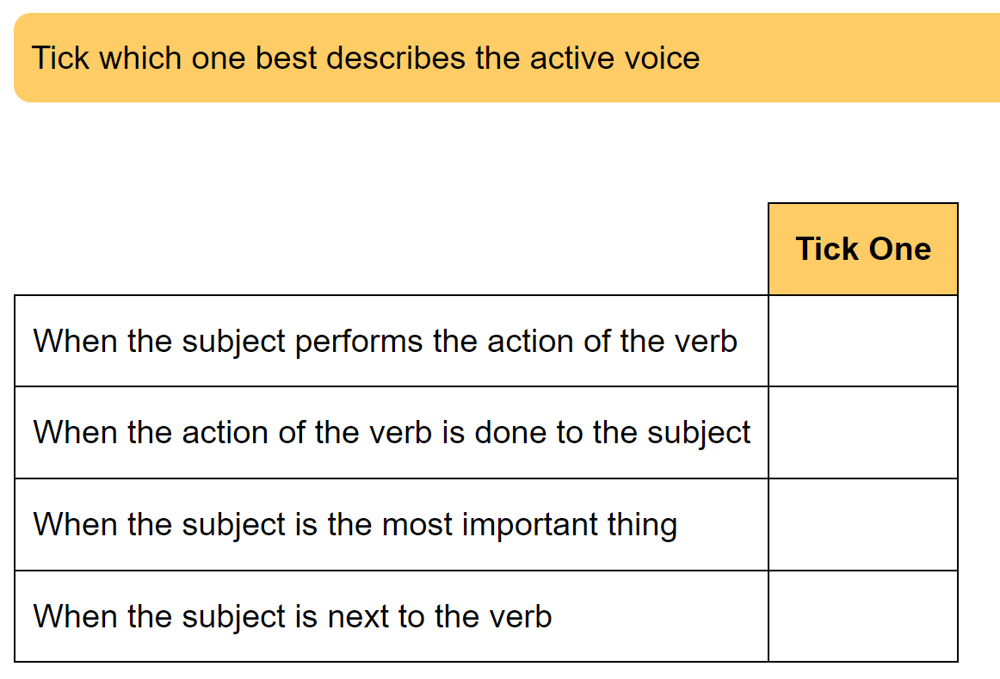 Tick which one best describes the active voice
Tick One
When the subject performs the action of the verb
When the action of the verb is done to the subject
When the subject is the most important thing
When the subject is next to the verb